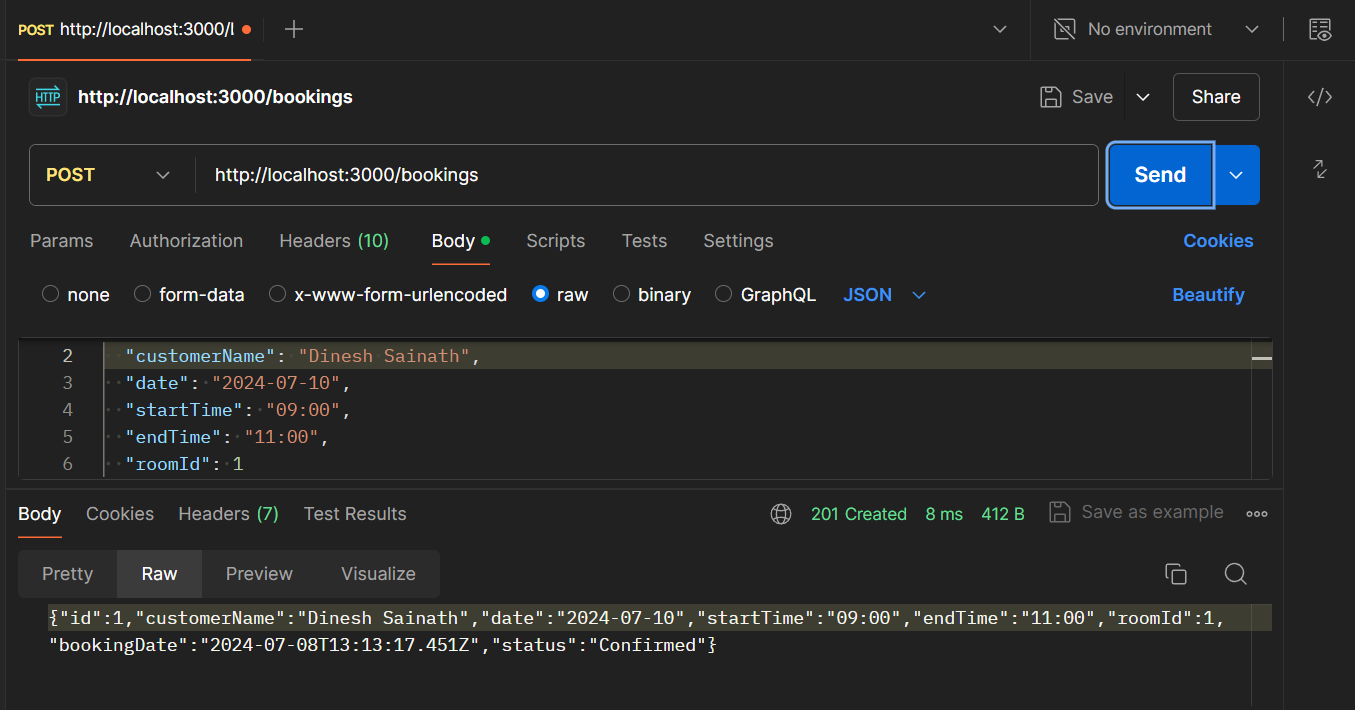 POST http://localhost:3000/l
No environment
HTTP http://localhost:3000/bookings
Save
Share
</>
POST http://localhost:3000/bookings
Send
Params Authorization Headers (10) Body Scripts Tests Settings Cookies
none form-data x-www-form-urlencoded raw binary GraphQL JSON Beautify
2 "customerName": "Dinesh Sainath",
3 "date": "2024-07-10",
4 "startTime": "09:00",
5 "endTime": "11:00",
6 "roomId": 1
Body Cookies Headers (7) Test Results 201 Created 8 ms 412 B Save as example
Pretty Raw Preview Visualize
{"id":1,"customerName":"Dinesh Sainath","date":"2024-07-10","startTime":"09:00","endTime":"11:00","roomId":1,
"bookingDate":"2024-07-08T13:13:17.451Z","status":"Confirmed"}